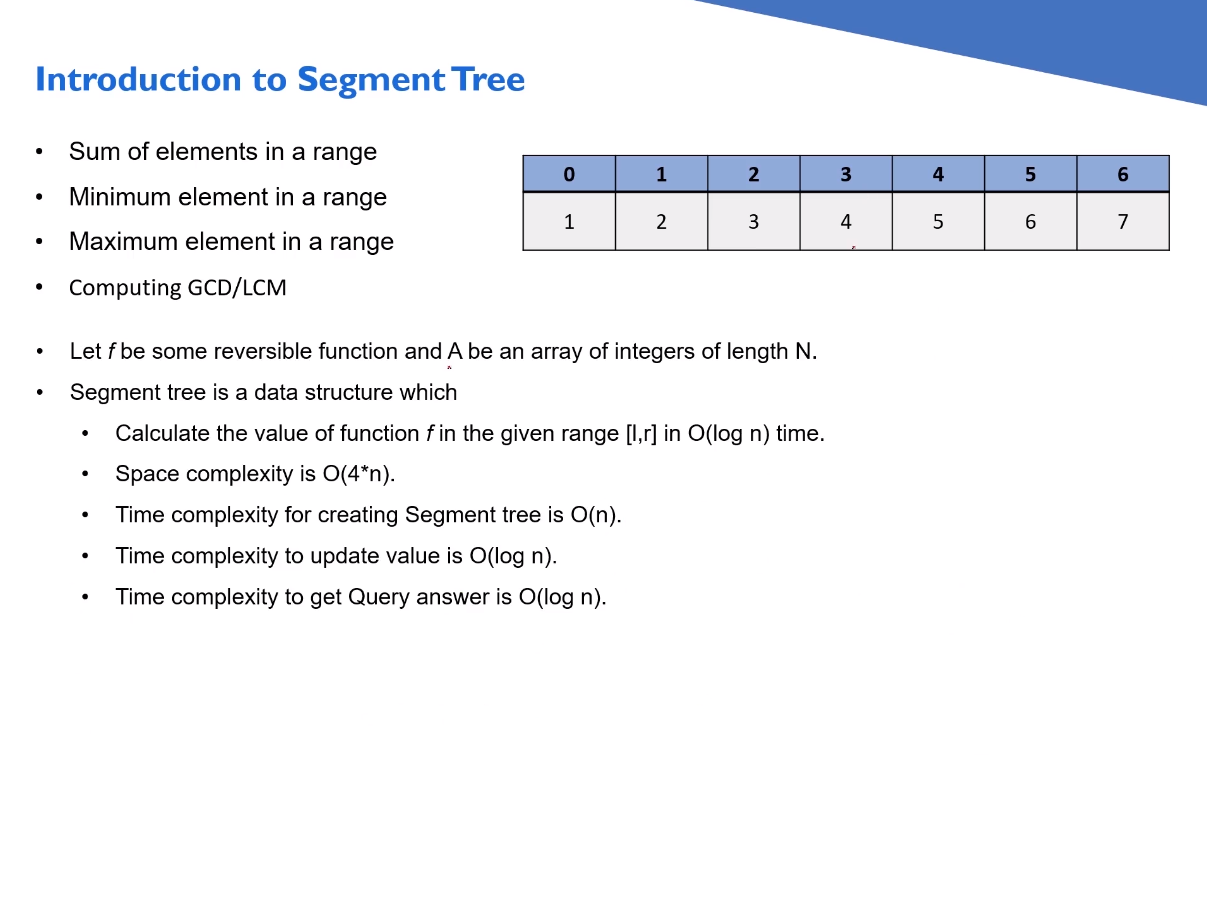 Introduction to Segment Tree
• Sum of elements in a range
• Minimum element in a range
• Maximum element in a range
• Computing GCD/LCM
0 1 2 3 4 5 6
1 2 3 4 5 6 7
• Let f be some reversible function and A be an array of integers of length N.
• Segment tree is a data structure which
• Calculate the value of function f in the given range [l,r] in O(log n) time.
• Space complexity is O(4*n).
• Time complexity for creating Segment tree is O(n).
• Time complexity to update value is O(log n).
• Time complexity to get Query answer is O(log n).